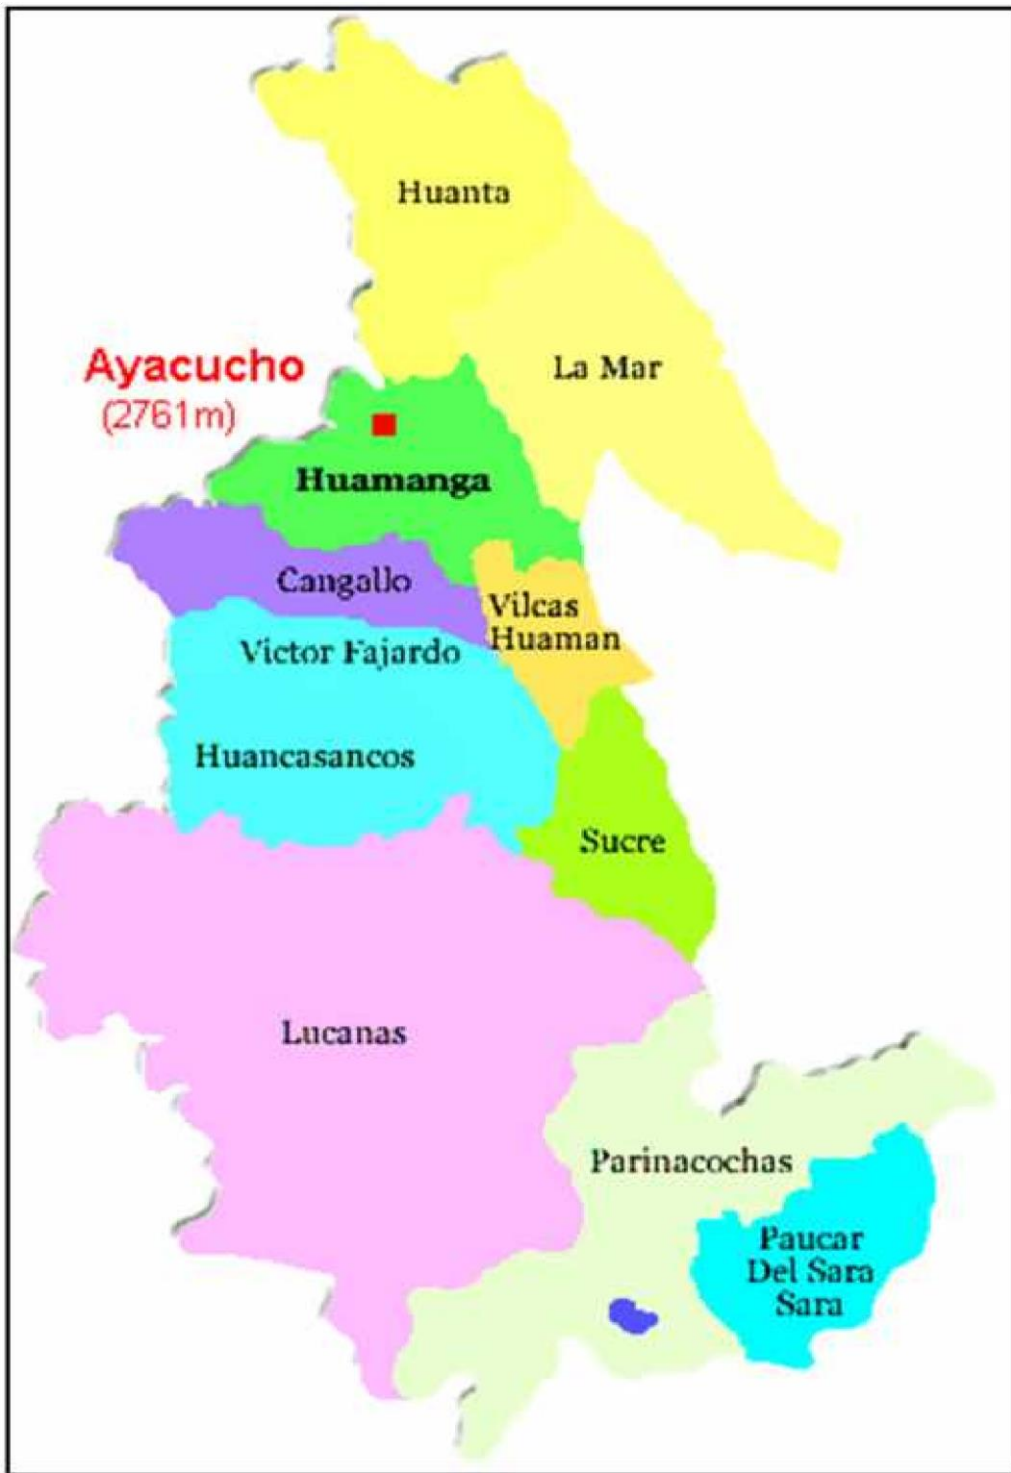 Huanta
La Mar
Ayacucho
(2761m)
Huamanga
Cangallo
Vilcas
Huaman
Victor Fajardo
Huancasancos
Sucre
Lucanas
Parinacochas
Paucar
Del Sara
Sara